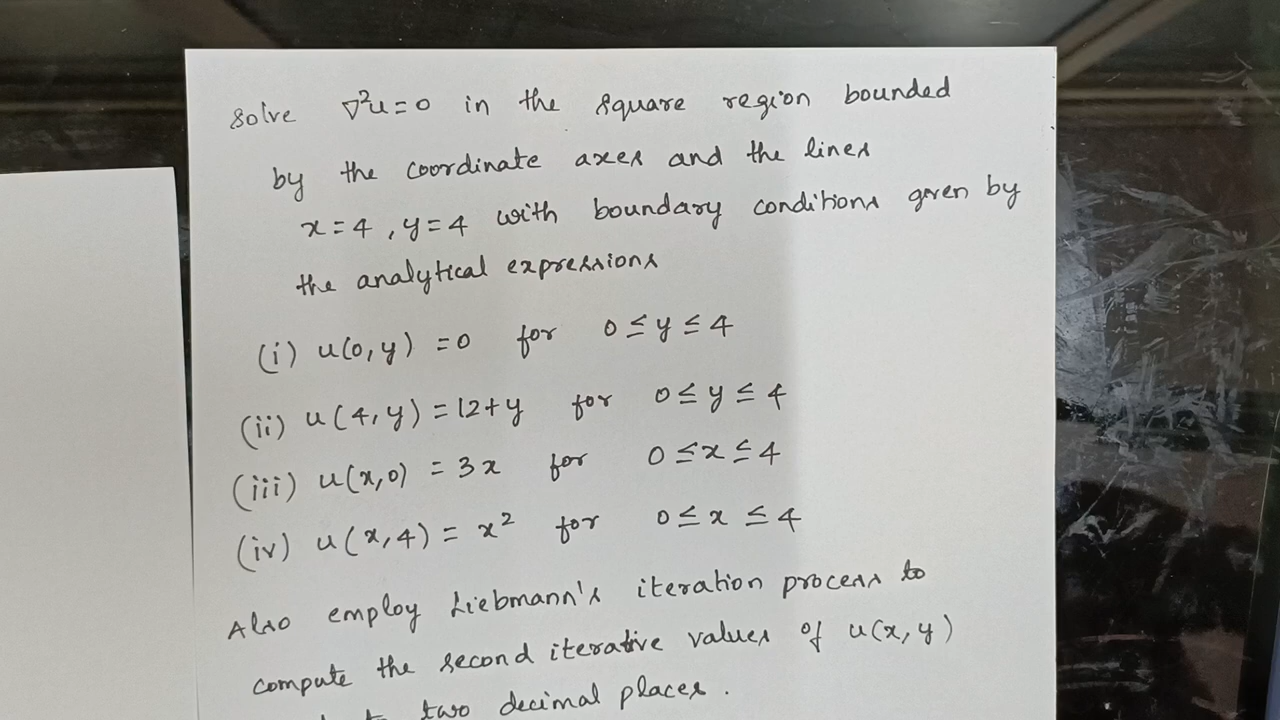 Solve ∇²u=0 in the square region bounded
by the coordinate axes and the lines
x=4, y=4 with boundary conditions given by
the analytical expressions
(i) u(0,y) = 0 for 0≤y≤4
(ii) u(4,y) = 12+y for 0≤y≤4
(iii) u(x,0) = 3x for 0≤x≤4
(iv) u(x,4) = x² for 0≤x≤4
Also employ Liebmann's iteration process to
compute the second iterative values of u(x,y)
two decimal places.